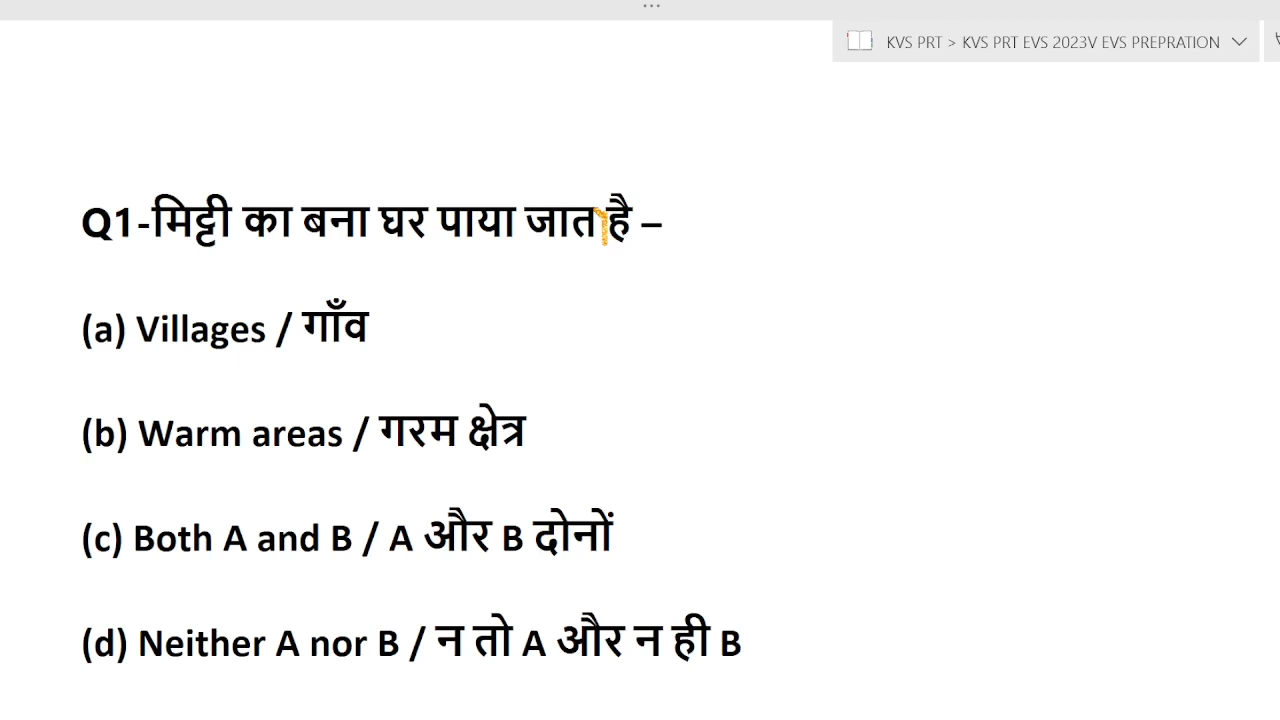 ...
KVS PRT > KVS PRT EVS 2023V EVS PREPRATION
Q1-मिट्टी का बना घर पाया जाता है –
(a) Villages / गाँव
(b) Warm areas / गरम क्षेत्र
(c) Both A and B / A और B दोनों
(d) Neither A nor B / न तो A और न ही B